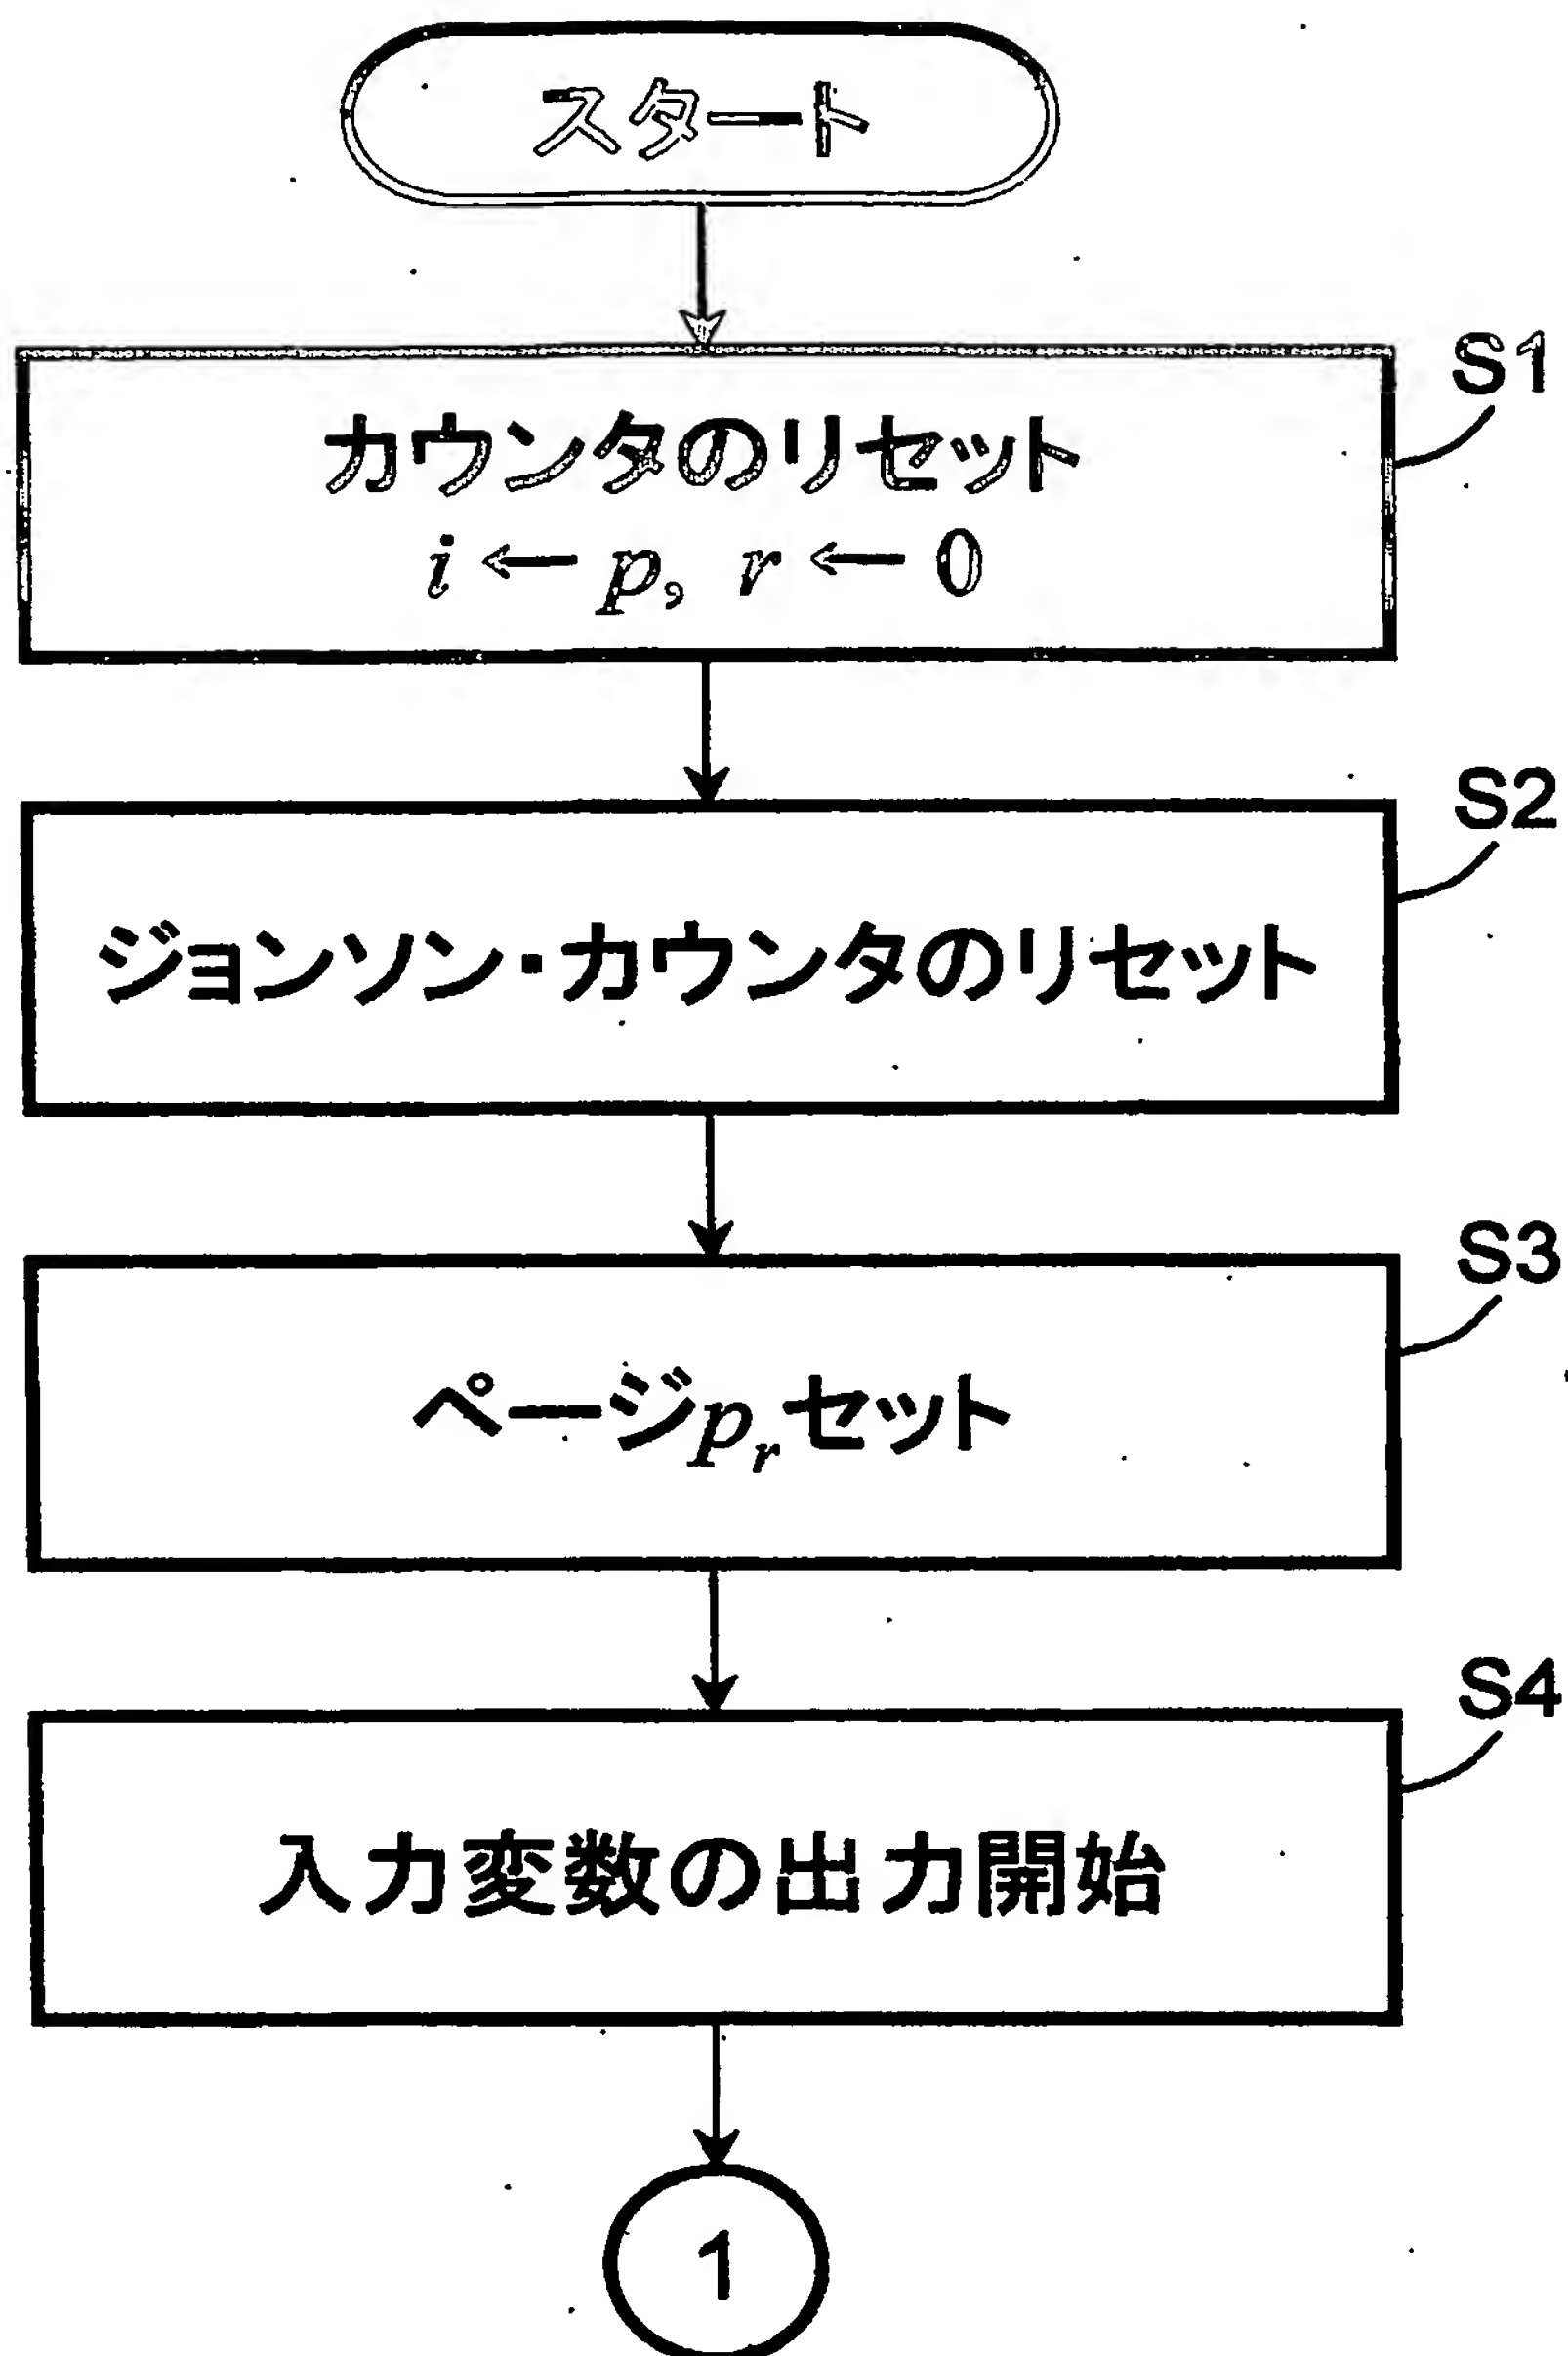 スタート
S1
カウンタのリセット
i ← p, r ← 0
S2
ジョンソン・カウンタのリセット
S3
ページpᵣセット
S4
入力変数の出力開始
1